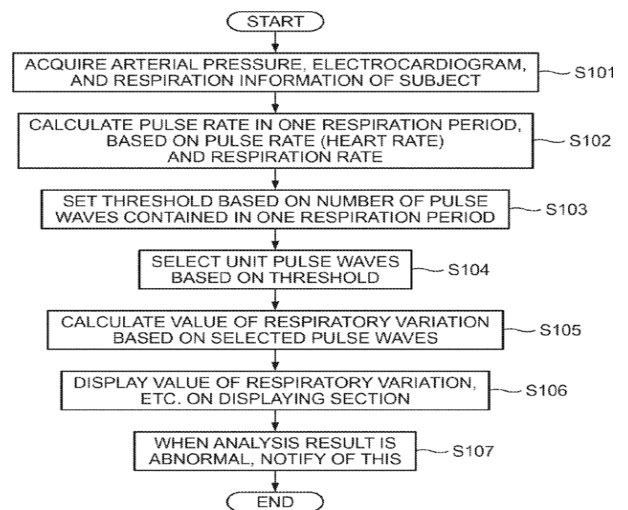 START
ACQUIRE ARTERIAL PRESSURE, ELECTROCARDIOGRAM,
AND RESPIRATION INFORMATION OF SUBJECT
S101
CALCULATE PULSE RATE IN ONE RESPIRATION PERIOD,
BASED ON PULSE RATE (HEART RATE)
AND RESPIRATION RATE
S102
SET THRESHOLD BASED ON NUMBER OF PULSE
WAVES CONTAINED IN ONE RESPIRATION PERIOD
S103
SELECT UNIT PULSE WAVES
BASED ON THRESHOLD
S104
CALCULATE VALUE OF RESPIRATORY VARIATION
BASED ON SELECTED PULSE WAVES
S105
DISPLAY VALUE OF RESPIRATORY VARIATION,
ETC. ON DISPLAYING SECTION
S106
WHEN ANALYSIS RESULT IS
ABNORMAL, NOTIFY OF THIS
S107
END